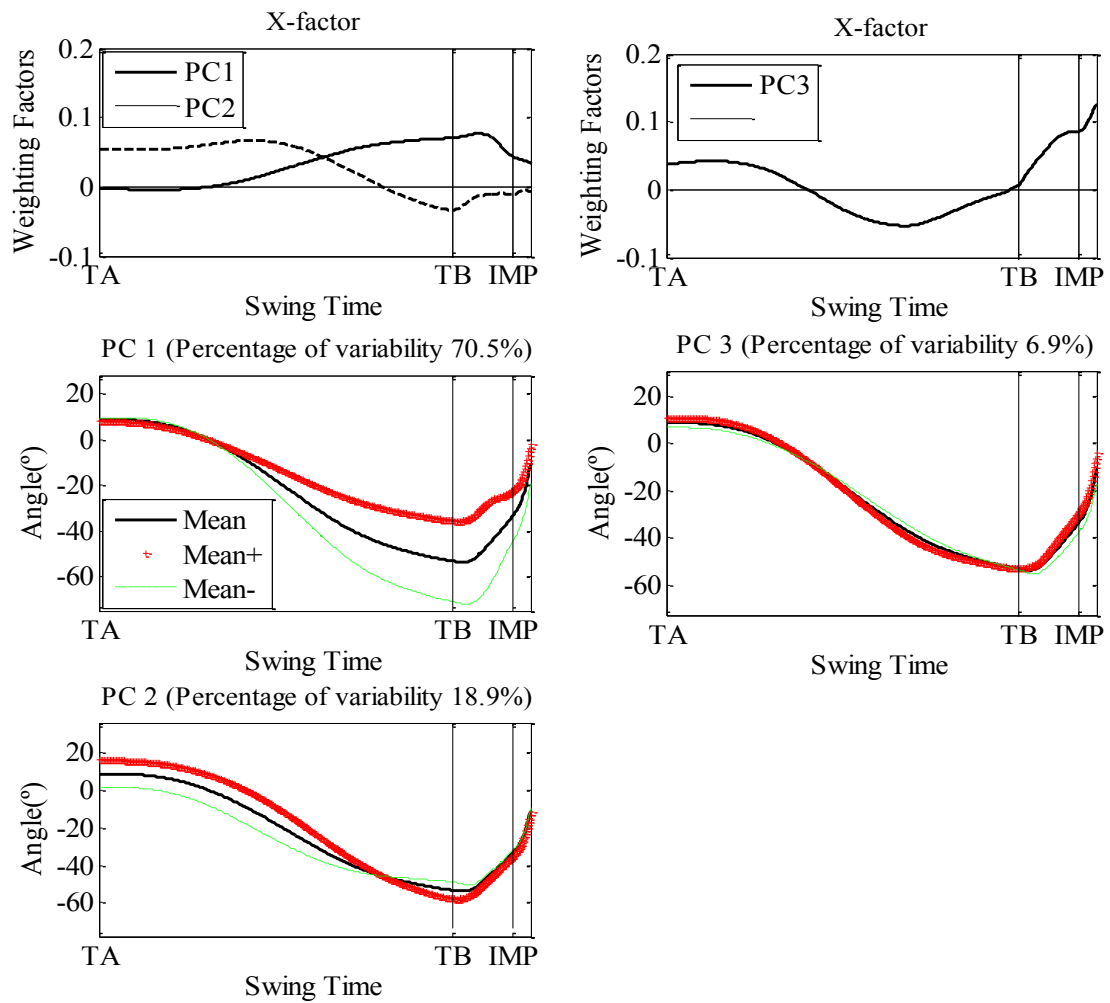 X-factor
0.2
0.1
0
-0.1
Weighting Factors
PC1
PC2
TA
TB
IMP
Swing Time
X-factor
0.2
0.1
0
-0.1
Weighting Factors
PC3
TA
TB
IMP
Swing Time
PC 1 (Percentage of variability 70.5%)
20
0
-20
-40
-60
Angle(º)
Mean
Mean+
Mean-
TA
TB
IMP
Swing Time
PC 3 (Percentage of variability 6.9%)
20
0
-20
-40
-60
Angle(º)
TA
TB
IMP
Swing Time
PC 2 (Percentage of variability 18.9%)
20
0
-20
-40
-60
Angle(º)
TA
TB
IMP
Swing Time